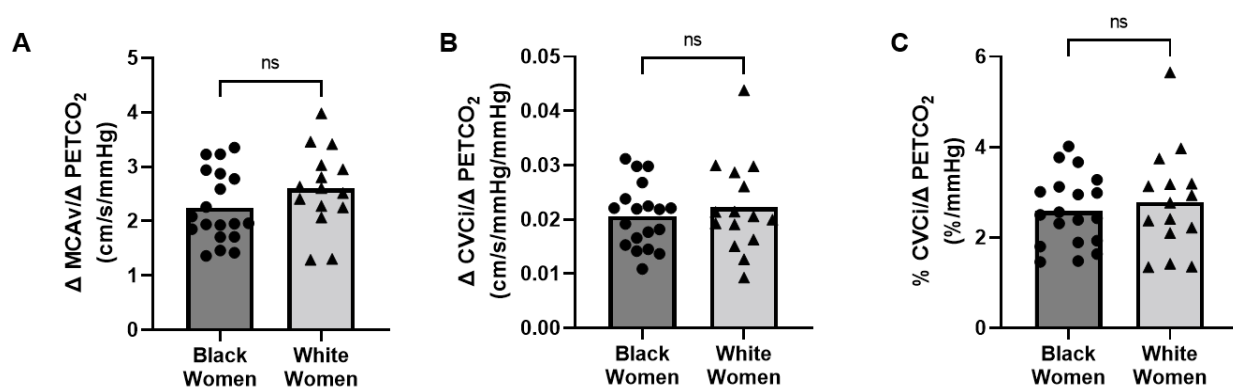 A
Δ MCAv/Δ PETCO₂
(cm/s/mmHg)
5
4
3
2
1
0
ns
Black
Women
White
Women
B
Δ CVCi/Δ PETCO₂
(cm/s/mmHg/mmHg)
0.05
0.04
0.03
0.02
0.01
0.00
ns
Black
Women
White
Women
C
% CVCi/Δ PETCO₂
(%/mmHg)
6
4
2
0
ns
Black
Women
White
Women